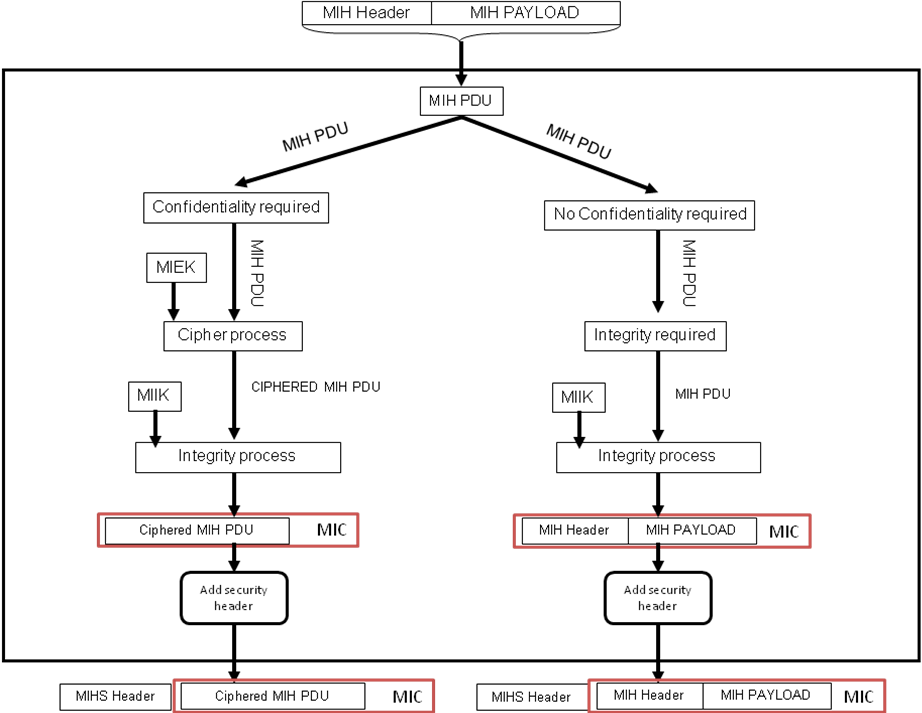 MIH Header MIH PAYLOAD
MIH PDU
MIH PDU
MIH PDU
Confidentiality required
No Confidentiality required
MIH PDU
MIH PDU
MIEK
Cipher process
Integrity required
CIPHERED MIH PDU
MIH PDU
MIIK
MIIK
Integrity process
Integrity process
Ciphered MIH PDU MIC
MIH Header MIH PAYLOAD MIC
Add security
header
Add security
header
MIHS Header Ciphered MIH PDU MIC
MIHS Header MIH Header MIH PAYLOAD MIC